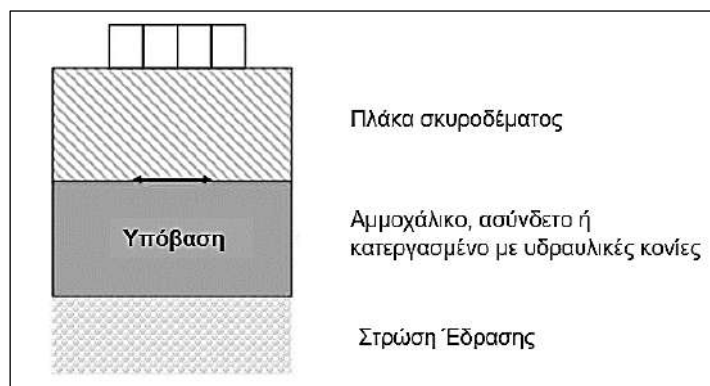 Πλάκα σκυροδέματος
Υπόβαση
Αμμοχάλικο, ασύνδετο ή
κατεργασμένο με υδραυλικές κονίες
Στρώση Έδρασης